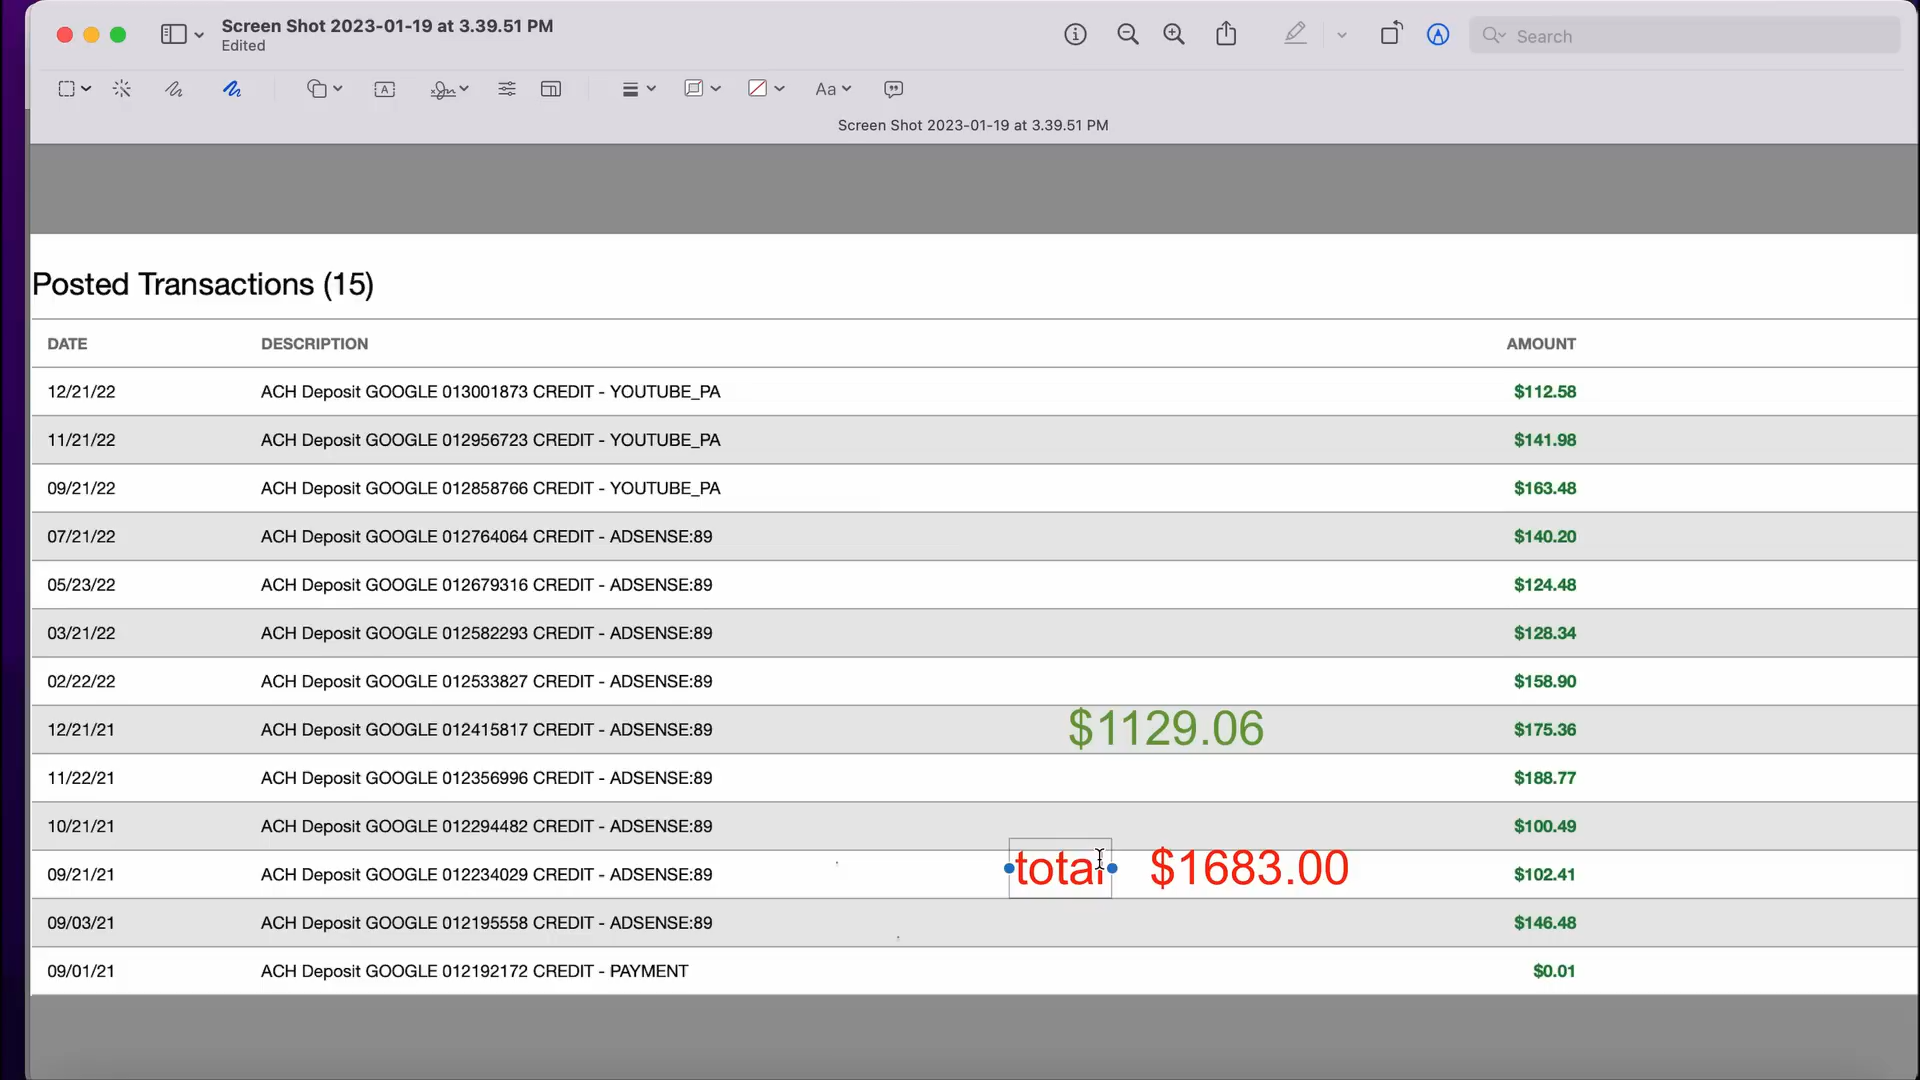 Screen Shot 2023-01-19 at 3.39.51 PM
Edited
Search
Aa
Screen Shot 2023-01-19 at 3.39.51 PM
Posted Transactions (15)
DATE DESCRIPTION AMOUNT
12/21/22 ACH Deposit GOOGLE 013001873 CREDIT - YOUTUBE_PA $112.58
11/21/22 ACH Deposit GOOGLE 012956723 CREDIT - YOUTUBE_PA $141.98
09/21/22 ACH Deposit GOOGLE 012858766 CREDIT - YOUTUBE_PA $163.48
07/21/22 ACH Deposit GOOGLE 012764064 CREDIT - ADSENSE:89 $140.20
05/23/22 ACH Deposit GOOGLE 012679316 CREDIT - ADSENSE:89 $124.48
03/21/22 ACH Deposit GOOGLE 012582293 CREDIT - ADSENSE:89 $128.34
02/22/22 ACH Deposit GOOGLE 012533827 CREDIT - ADSENSE:89 $158.90
12/21/21 ACH Deposit GOOGLE 012415817 CREDIT - ADSENSE:89 $1129.06 $175.36
11/22/21 ACH Deposit GOOGLE 012356996 CREDIT - ADSENSE:89 $188.77
10/21/21 ACH Deposit GOOGLE 012294482 CREDIT - ADSENSE:89 $100.49
09/21/21 ACH Deposit GOOGLE 012234029 CREDIT - ADSENSE:89 total $1683.00 $102.41
09/03/21 ACH Deposit GOOGLE 012195558 CREDIT - ADSENSE:89 $146.48
09/01/21 ACH Deposit GOOGLE 012192172 CREDIT - PAYMENT $0.01